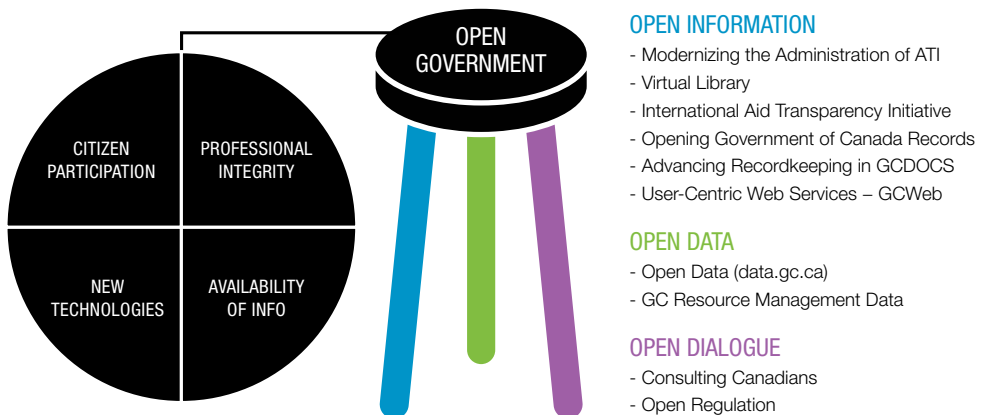 CITIZEN
PARTICIPATION
PROFESSIONAL
INTEGRITY
NEW
TECHNOLOGIES
AVAILABILITY
OF INFO
OPEN
GOVERNMENT
OPEN INFORMATION
- Modernizing the Administration of ATI
- Virtual Library
- International Aid Transparency Initiative
- Opening Government of Canada Records
- Advancing Recordkeeping in GCDOCS
- User-Centric Web Services – GCWeb
OPEN DATA
- Open Data (data.gc.ca)
- GC Resource Management Data
OPEN DIALOGUE
- Consulting Canadians
- Open Regulation